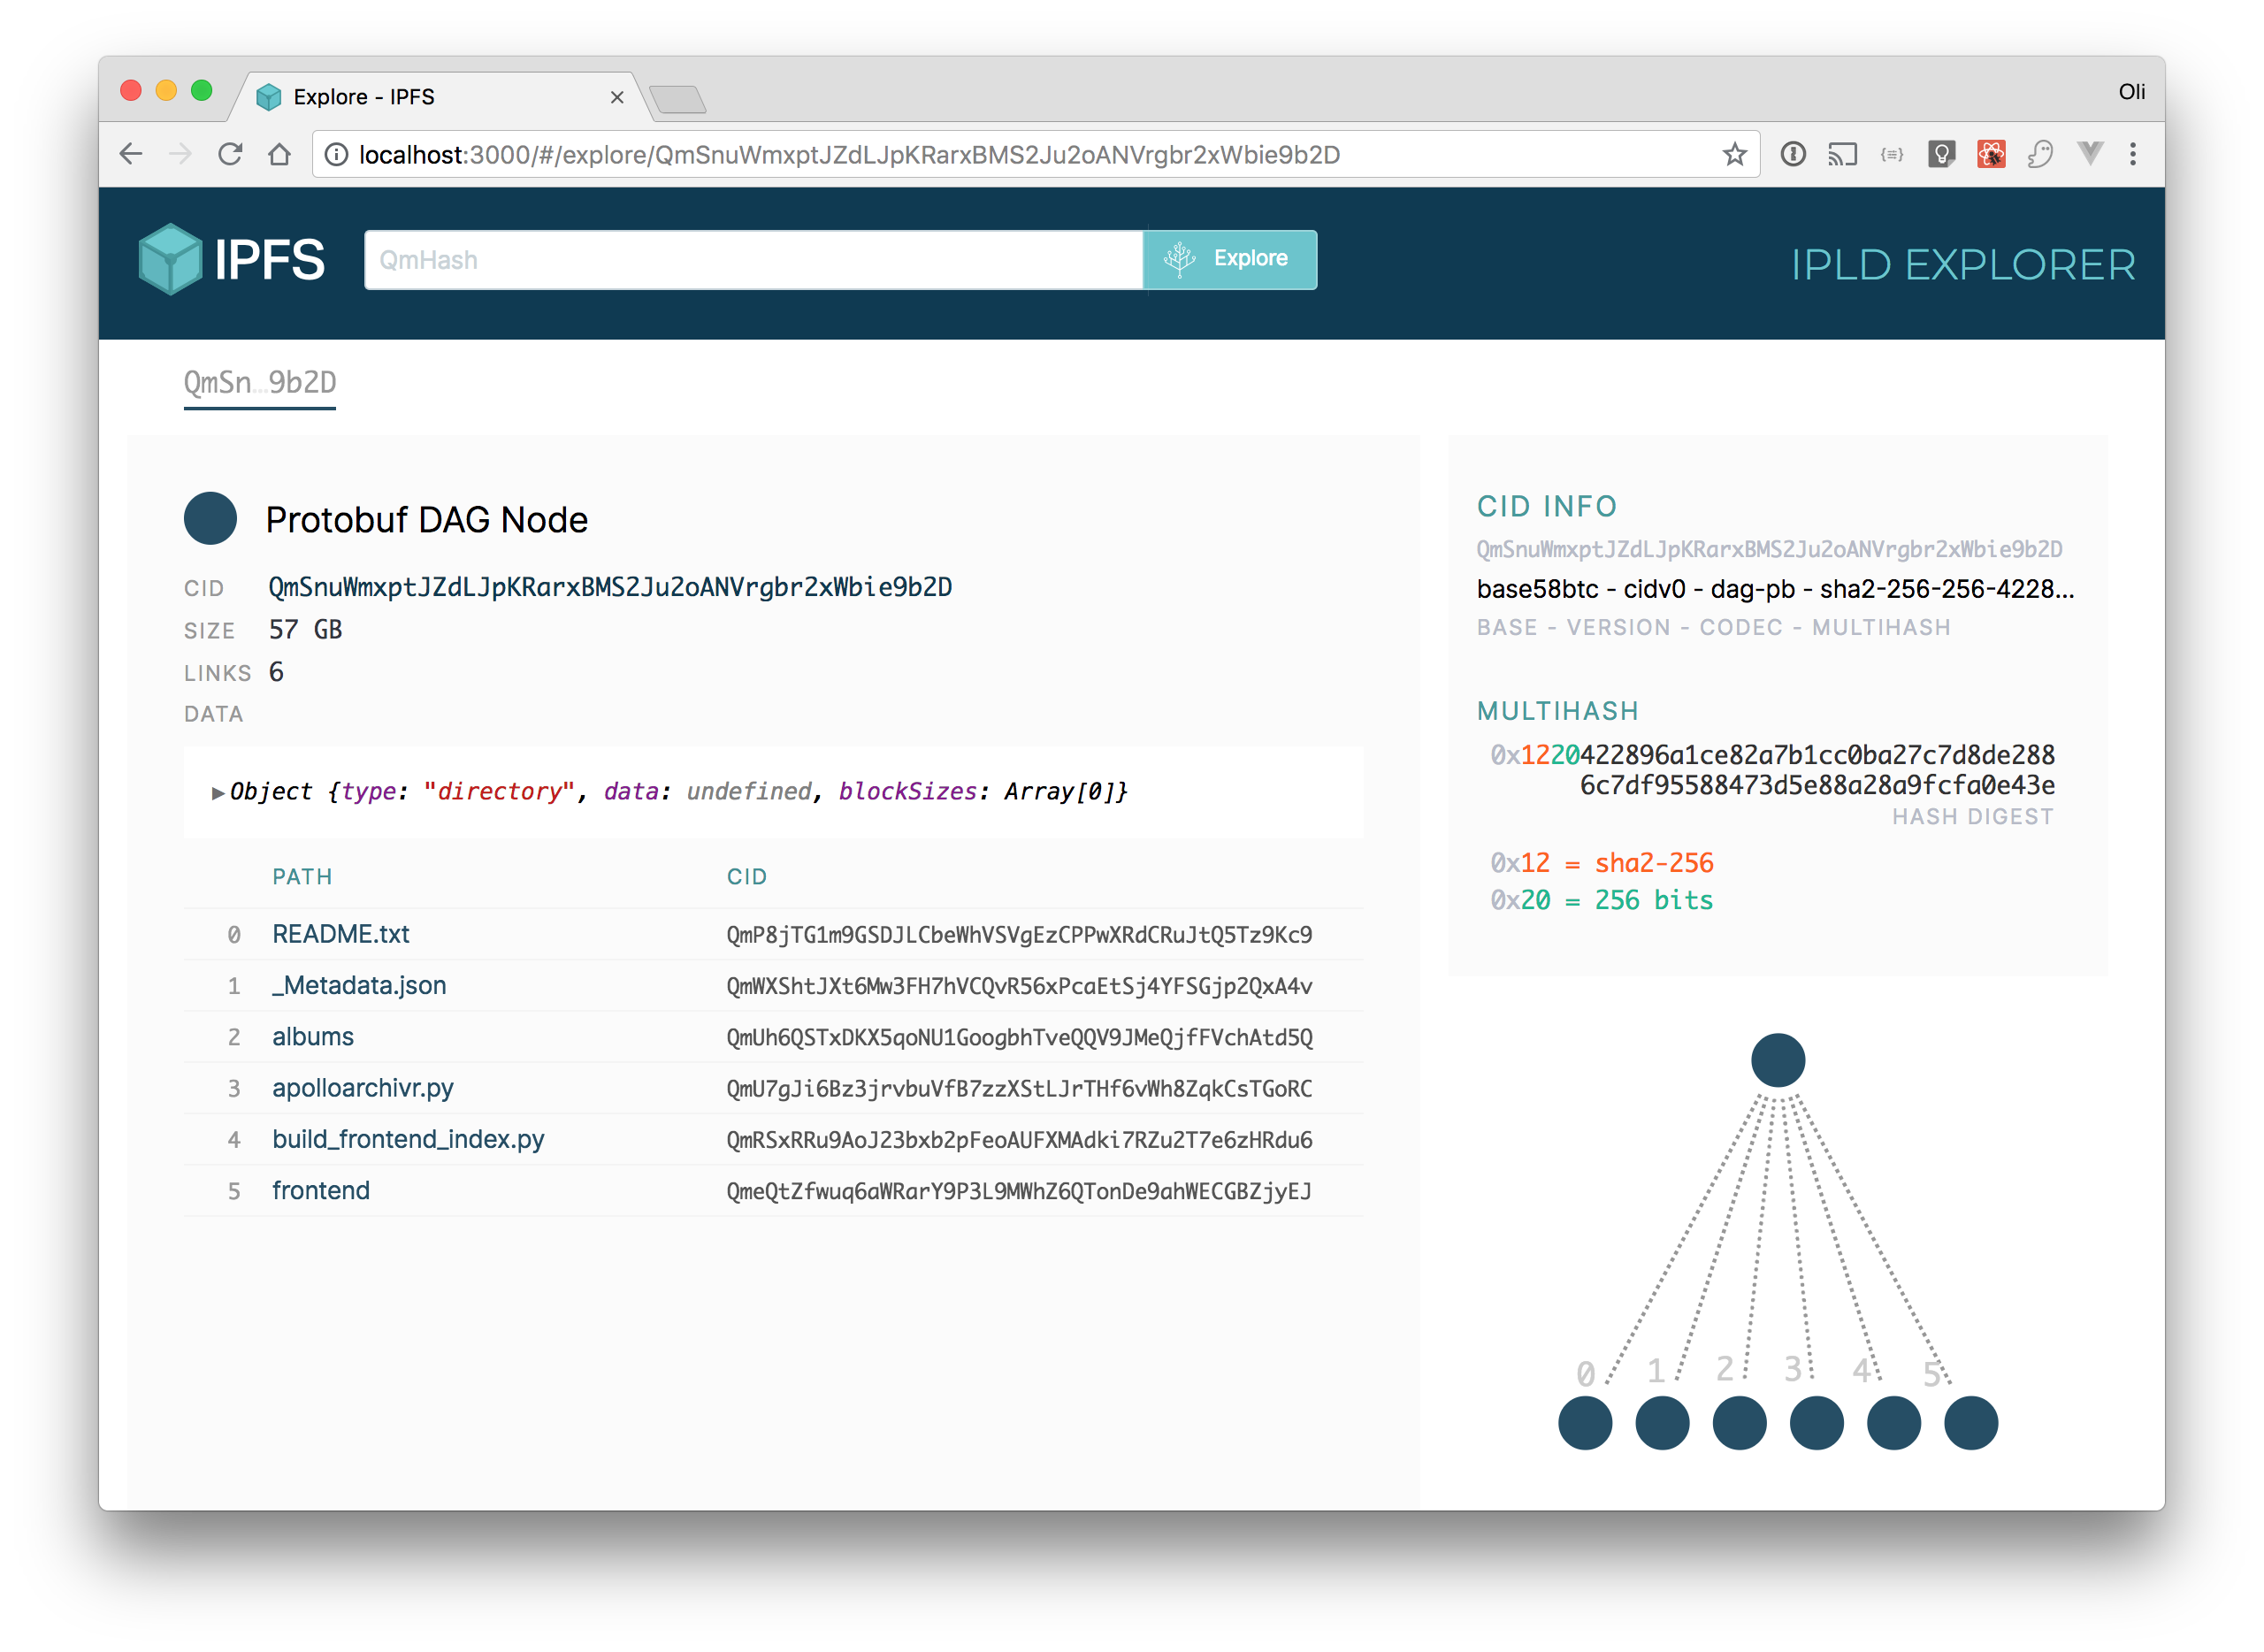 Explore - IPFS
Oli
localhost:3000/#/explore/QmSnuWmxptJZdLJpKRarxBMS2Ju2oANVrgbr2xWbie9b2D
IPFS
QmHash
Explore
IPLD EXPLORER
QmSn...9b2D
Protobuf DAG Node
CID QmSnuWmxptJZdLJpKRarxBMS2Ju2oANVrgbr2xWbie9b2D
SIZE 57 GB
LINKS 6
DATA
▶Object {type: "directory", data: undefined, blockSizes: Array[0]}
PATH CID
0 README.txt QmP8jTG1m9GSDJLCbeWhVSVgEzCPPwXRdCRuJtQ5Tz9Kc9
1 _Metadata.json QmWXShtJXt6Mw3FH7hVCQvR56xPcaEtSj4YFSGjp2QxA4v
2 albums QmUh6QSTxDKX5qoNU1GoogbhTveQQV9JMeQjfFVchAtd5Q
3 apolloarchivr.py QmU7gJi6Bz3jrvbuVfB7zzXStLJrTHf6vWh8ZqkCsTGoRC
4 build_frontend_index.py QmRSxRRu9AoJ23bxb2pFeoAUFXMAdki7RZu2T7e6zHRdu6
5 frontend QmeQtZfwuq6aWRarY9P3L9MWhZ6QTonDe9ahWECGBZjyEJ
CID INFO
QmSnuWmxptJZdLJpKRarxBMS2Ju2oANVrgbr2xWbie9b2D
base58btc - cidv0 - dag-pb - sha2-256-256-4228...
BASE - VERSION - CODEC - MULTIHASH
MULTIHASH
0x1220422896a1ce82a7b1cc0ba27c7d8de288
6c7df95588473d5e88a28a9fcfa0e43e
HASH DIGEST
0x12 = sha2-256
0x20 = 256 bits
0 1 2 3 4 5